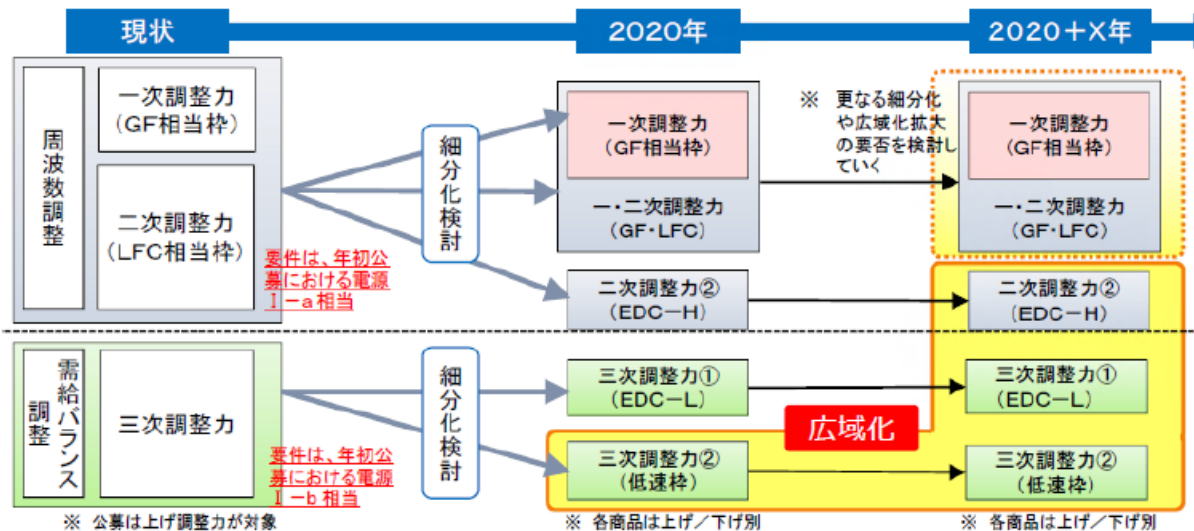 現状
2020年
2020+X年
周波数調整
一次調整力
(GF相当枠)
二次調整力
(LFC相当枠)
要件は、年初公
募における電源
Ⅰ-a相当
細分化検討
一次調整力
(GF相当枠)
一・二次調整力
(GF・LFC)
二次調整力②
(EDC-H)
※ 更なる細分化
や広域化拡大
の要否を検討し
ていく
一次調整力
(GF相当枠)
一・二次調整力
(GF・LFC)
二次調整力②
(EDC-H)
需給バランス
調整
三次調整力
要件は、年初公
募における電源
Ⅰ-b相当
細分化検討
三次調整力①
(EDC-L)
広域化
三次調整力②
(低速枠)
三次調整力①
(EDC-L)
三次調整力②
(低速枠)
※ 公募は上げ調整力が対象
※ 各商品は上げ/下げ別
※ 各商品は上げ/下げ別